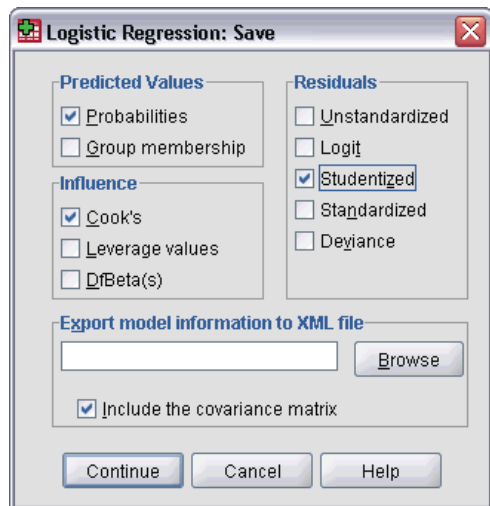 Logistic Regression: Save
Predicted Values
Probabilities
Group membership
Influence
Cook's
Leverage values
DfBeta(s)
Residuals
Unstandardized
Logit
Studentized
Standardized
Deviance
Export model information to XML file
Browse
Include the covariance matrix
Continue Cancel Help